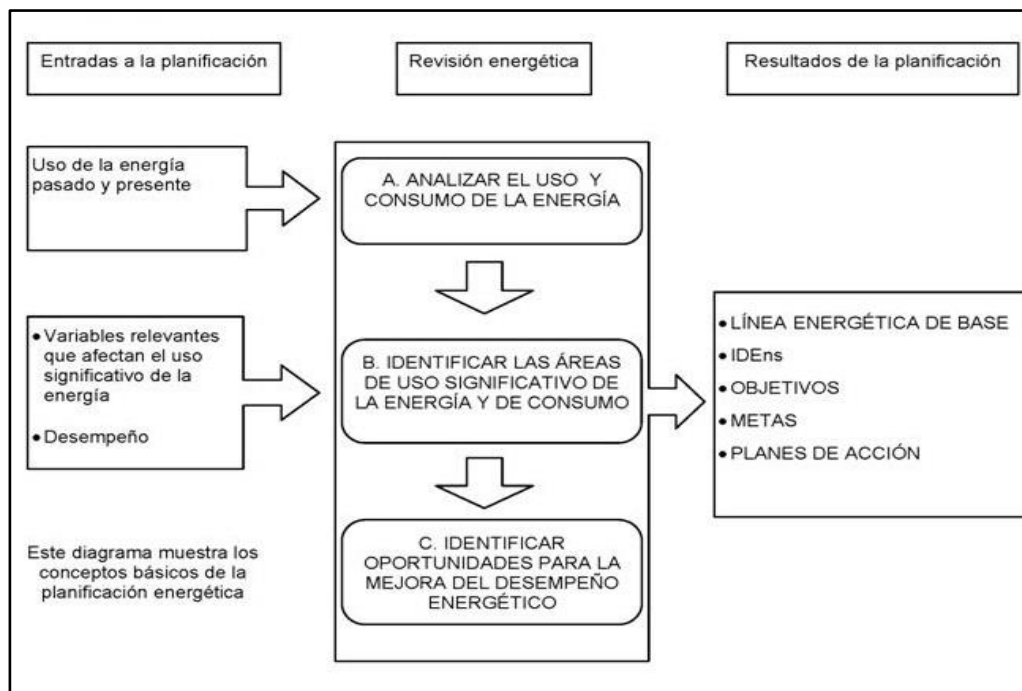 Entradas a la planificación
Revisión energética
Resultados de la planificación
Uso de la energía
pasado y presente
A. ANALIZAR EL USO Y
CONSUMO DE LA ENERGÍA
• Variables relevantes
que afectan el uso
significativo de la
energía
• Desempeño
B. IDENTIFICAR LAS ÁREAS
DE USO SIGNIFICATIVO DE
LA ENERGÍA Y DE CONSUMO
• LÍNEA ENERGÉTICA DE BASE
• IDEns
• OBJETIVOS
• METAS
• PLANES DE ACCIÓN
C. IDENTIFICAR
OPORTUNIDADES PARA LA
MEJORA DEL DESEMPEÑO
ENERGÉTICO
Este diagrama muestra los
conceptos básicos de la
planificación energética